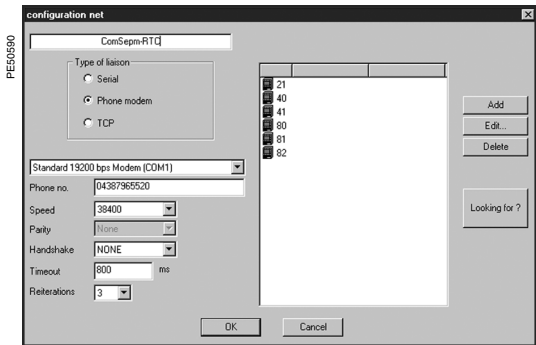 configuration net
PE50590
ComSepm-RTC
Type of liaison
Serial
Phone modem
TCP
Standard 19200 bps Modem (COM1)
Phone no. 04387965520
Speed 38400
Parity None
Handshake NONE
Timeout 800 ms
Reiterations 3
21
40
41
80
81
82
Add
Edit...
Delete
Looking for ?
OK Cancel